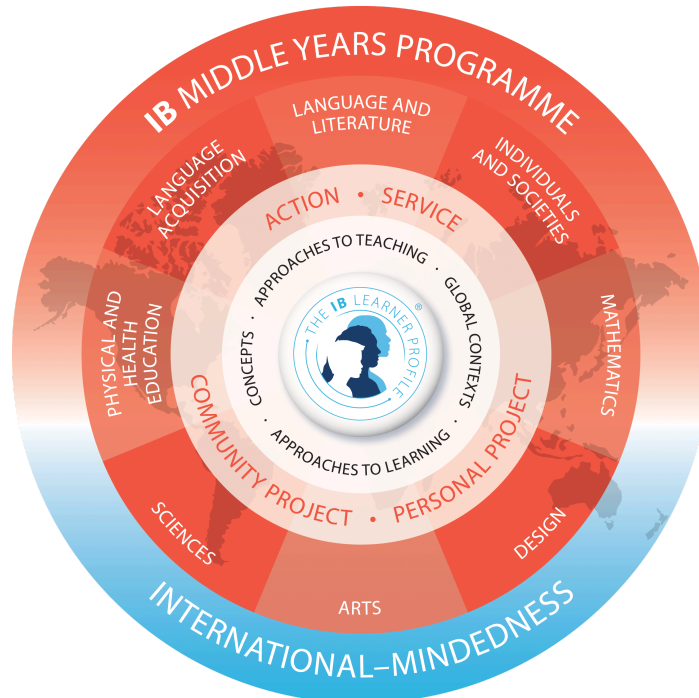 IB MIDDLE YEARS PROGRAMME
LANGUAGE AND
LITERATURE
INDIVIDUALS
AND SOCIETIES
MATHEMATICS
DESIGN
ARTS
SCIENCES
PHYSICAL AND
HEALTH
EDUCATION
LANGUAGE
ACQUISITION
ACTION • SERVICE
PERSONAL PROJECT
•
COMMUNITY PROJECT
APPROACHES TO TEACHING ·
GLOBAL CONTEXTS ·
APPROACHES TO LEARNING ·
CONCEPTS ·
THE IB LEARNER PROFILE ®
INTERNATIONAL–MINDEDNESS